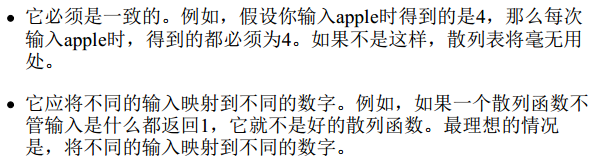 ● 它必须是一致的。例如，假设你输入apple时得到的是4，那么每次
输入apple时，得到的都必须为4。如果不是这样，散列表将毫无用
处。
● 它应将不同的输入映射到不同的数字。例如，如果一个散列函数不
管输入是什么都返回1，它就不是好的散列函数。最理想的情况
是，将不同的输入映射到不同的数字。